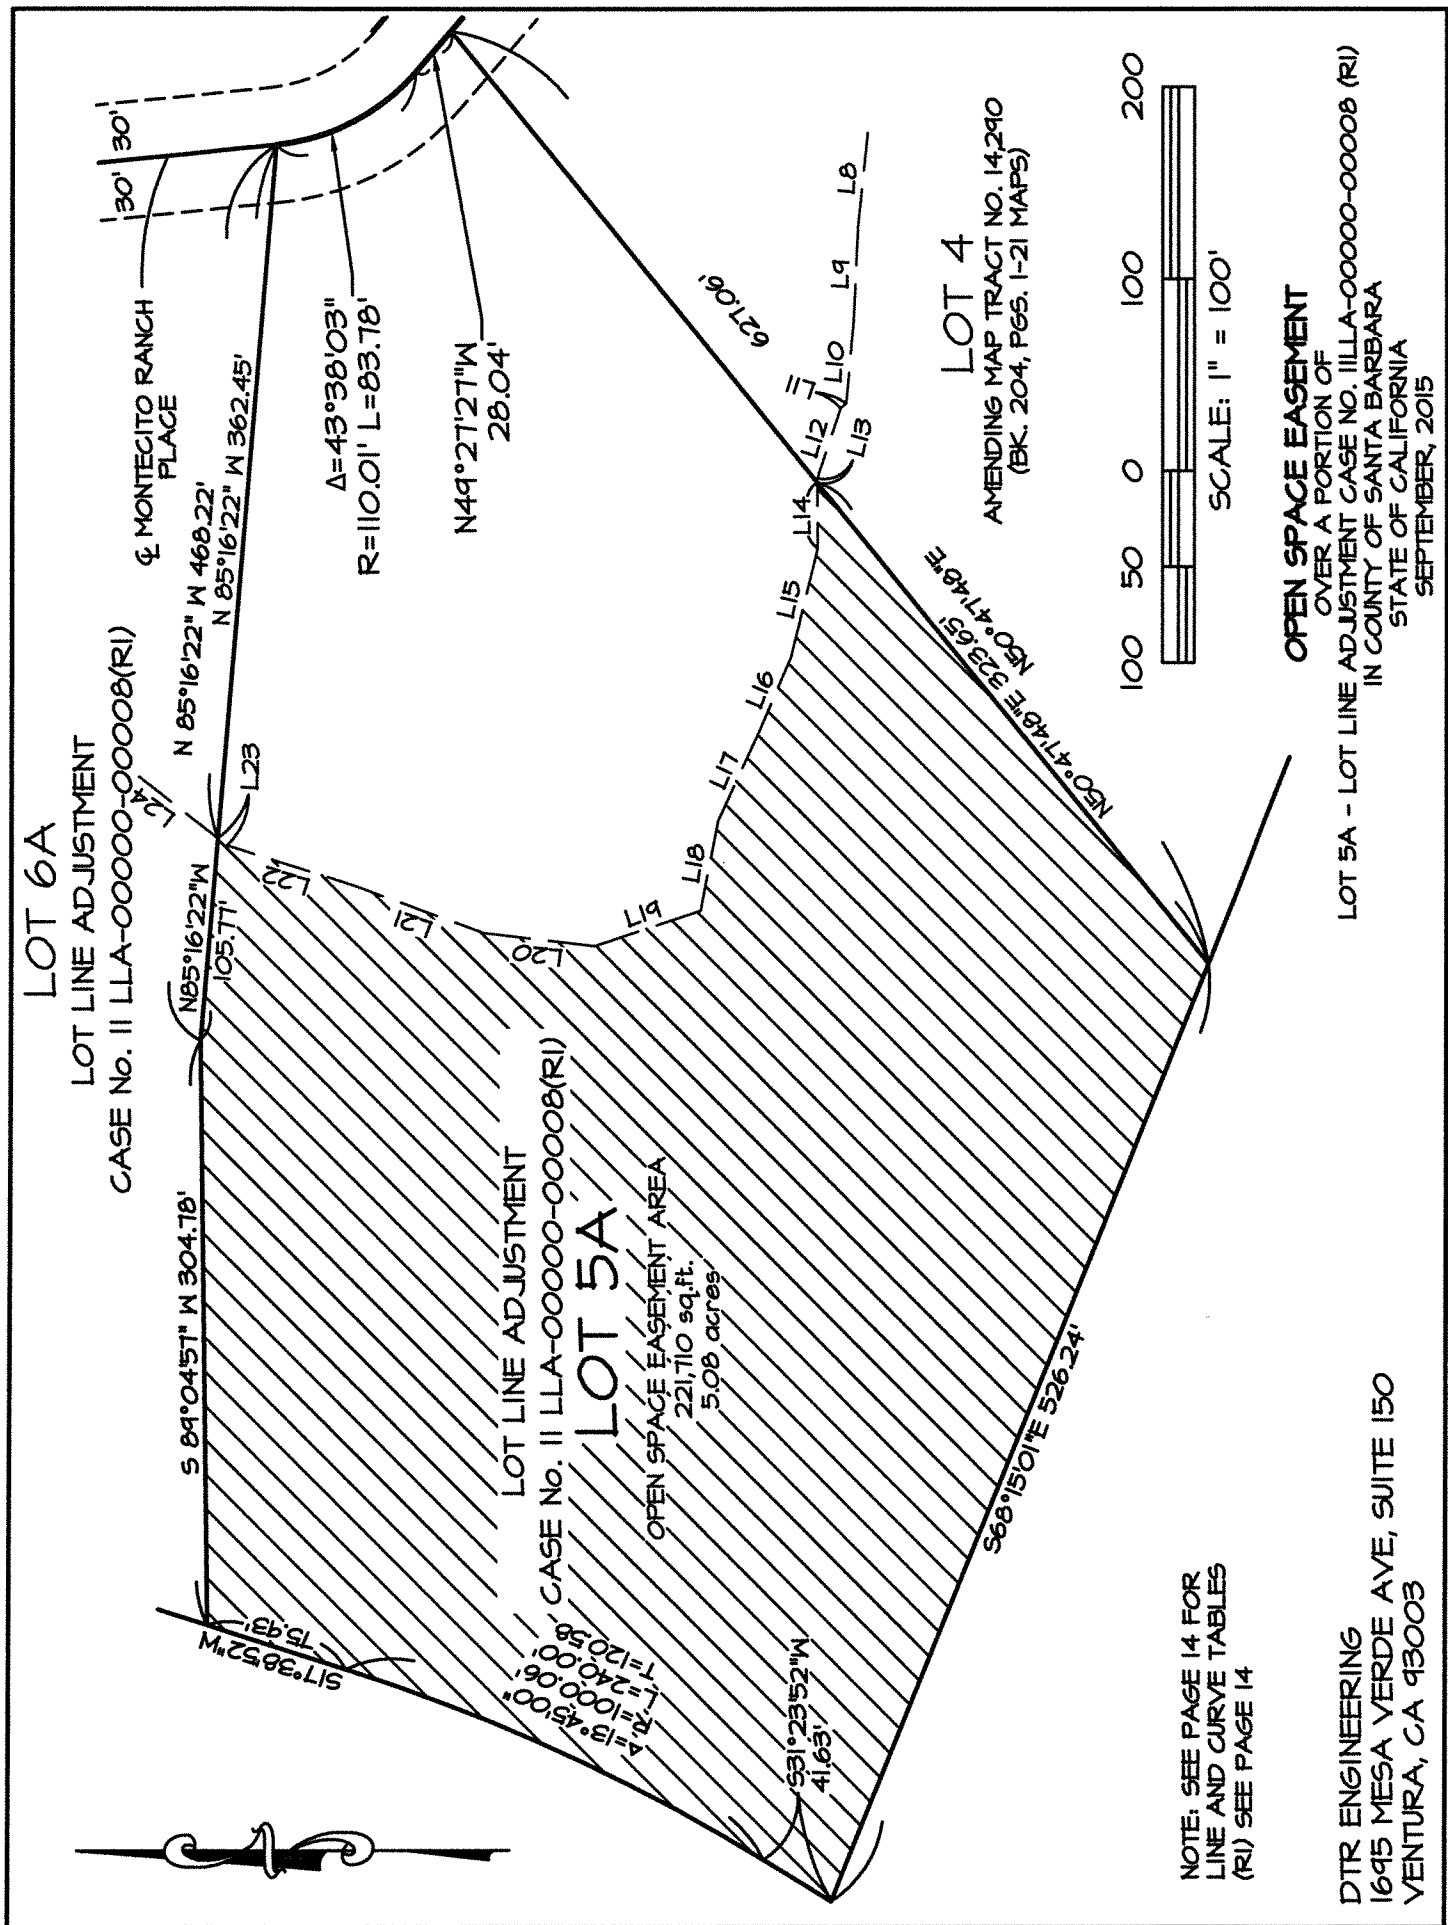 LOT 6A
LOT LINE ADJUSTMENT
CASE No. 11 LLA-00000-00008(R1)
S 89°04'57" W 304.78'
N85°16'22"W
105.77'
N 85°16'22" W 468.22'
N 85°16'22" W 362.45'
L24
L23
℄ MONTECITO RANCH
PLACE
30'
30'
Δ=43°38'03"
R=110.01' L=83.78'
N49°27'27"W
28.04'
S17°38'52"W
75.93'
Δ=13°45'00"
R=1000.06'
L=240.00'
T=120.58
S31°23'52"W
41.63'
LOT LINE ADJUSTMENT
CASE No. 11 LLA-00000-00008(R1)
LOT 5A
OPEN SPACE EASEMENT AREA
221,710 sq.ft.
5.08 acres
L22
L21
L20
L19
L18
L17
L16
L15
L14
L13
L12
L11
L10
L9
L8
627.06'
N50°47'48"E 323.65'
N50°47'48"E
N50°47'48"E
S68°15'01"E 526.24'
LOT 4
AMENDING MAP TRACT NO. 14,290
(BK. 204, PGS. 1-21 MAPS)
100
50
0
100
200
SCALE: 1" = 100'
NOTE: SEE PAGE 14 FOR
LINE AND CURVE TABLES
(R1) SEE PAGE 14
OPEN SPACE EASEMENT
OVER A PORTION OF
LOT 5A - LOT LINE ADJUSTMENT CASE NO. 11LLA-00000-00008 (R1)
IN COUNTY OF SANTA BARBARA
STATE OF CALIFORNIA
SEPTEMBER, 2015
DTR ENGINEERING
1695 MESA VERDE AVE, SUITE 150
VENTURA, CA 93003